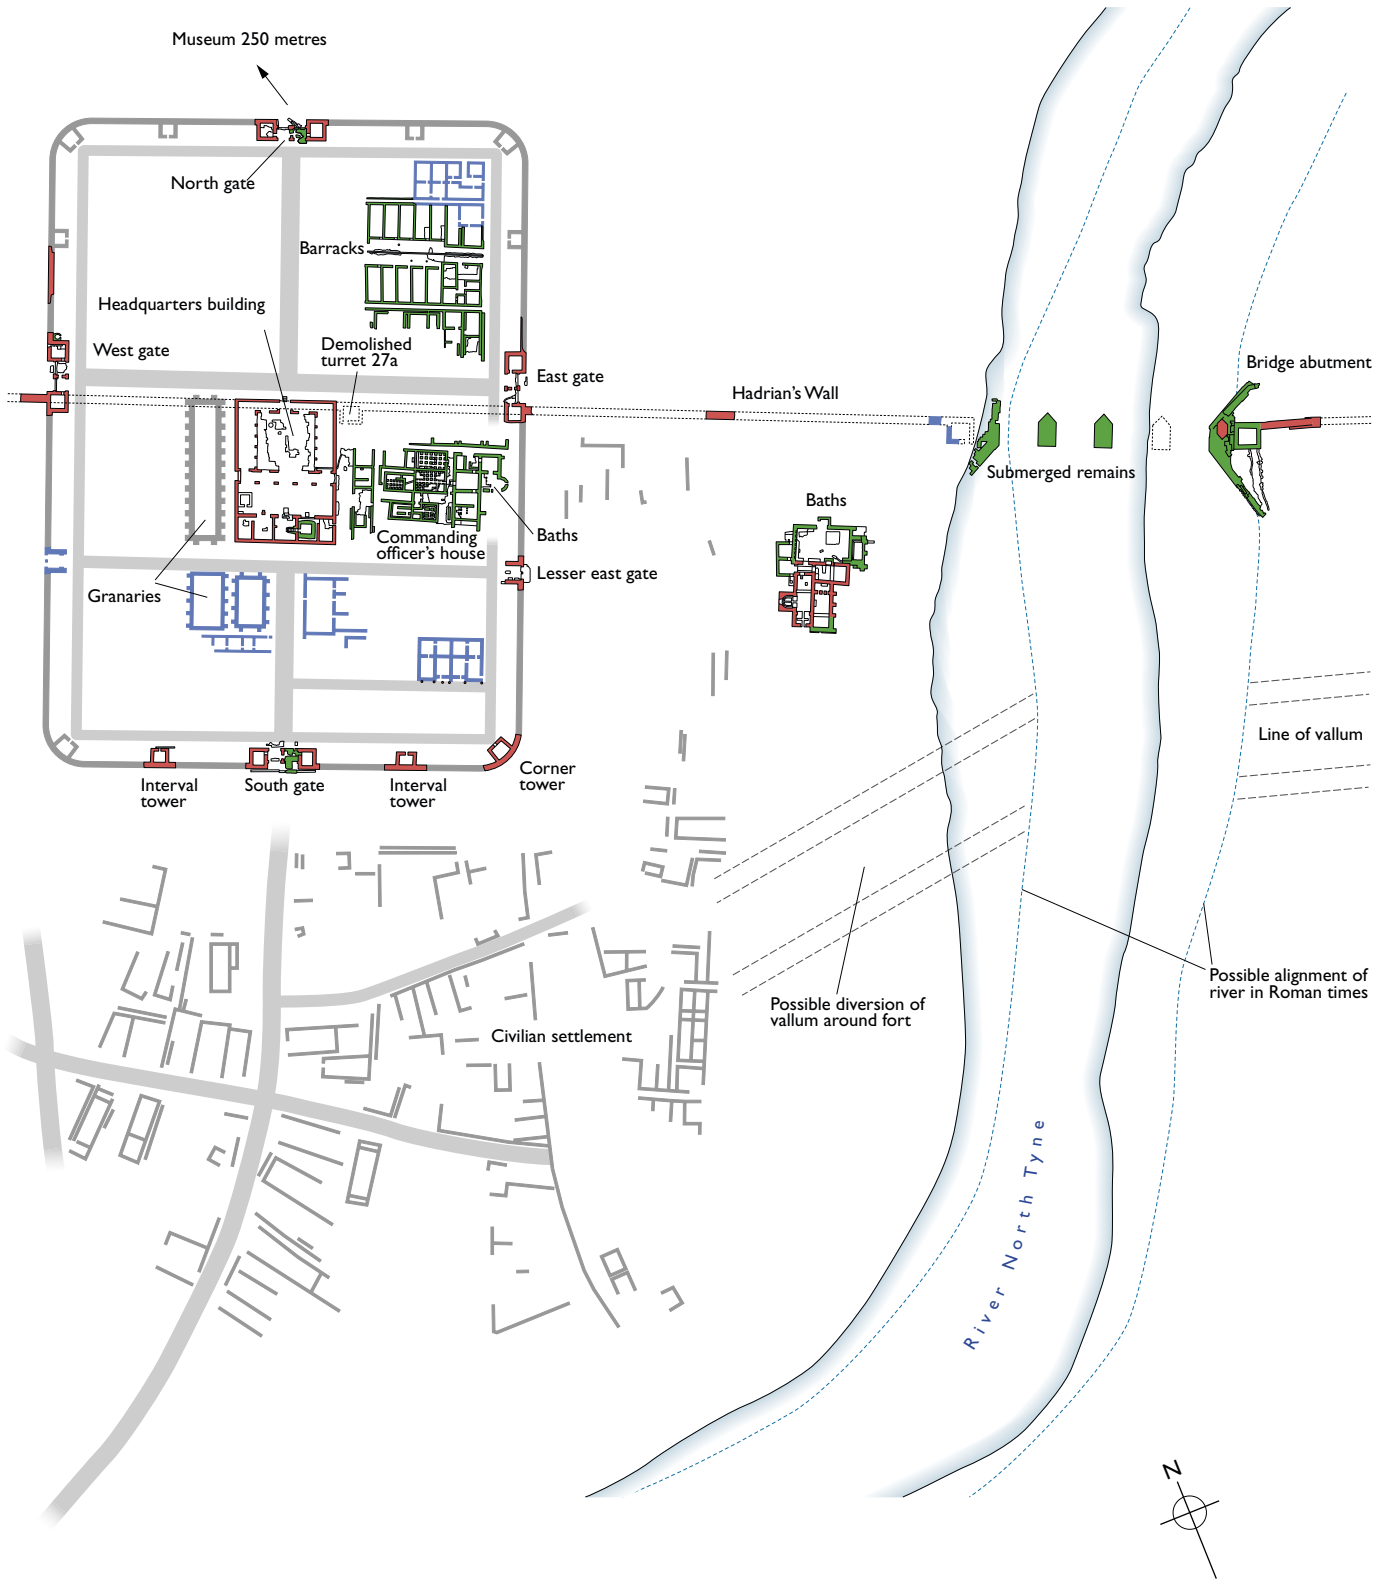 Museum 250 metres
North gate
Barracks
Headquarters building
Demolished
turret 27a
West gate
East gate
Hadrian's Wall
Bridge abutment
Submerged remains
Baths
Commanding
officer's house
Baths
Lesser east gate
Granaries
Line of vallum
Interval
tower
South gate
Interval
tower
Corner
tower
Possible alignment of
river in Roman times
Possible diversion of
vallum around fort
Civilian settlement
River North Tyne
N